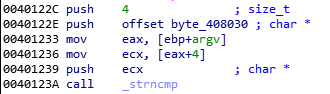 0040122C push 4 ; size_t
0040122E push offset byte_408030 ; char *
00401233 mov eax, [ebp+argv]
00401236 mov ecx, [eax+4]
00401239 push ecx ; char *
0040123A call _strncmp